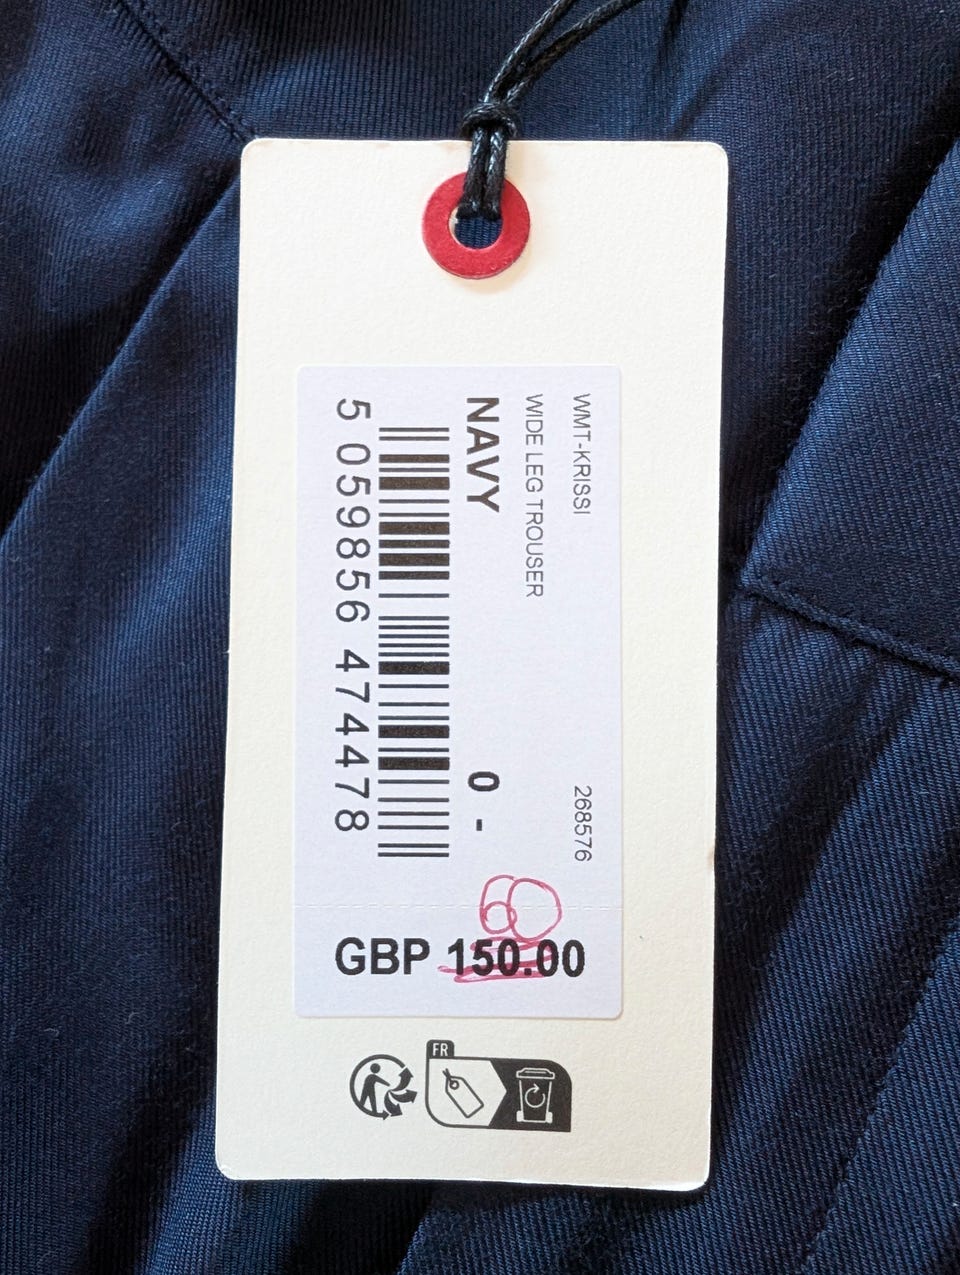 WMT-KRISSI 268576
WIDE LEG TROUSER
NAVY 0 -
5 059856 474478
60
GBP 150.00
FR